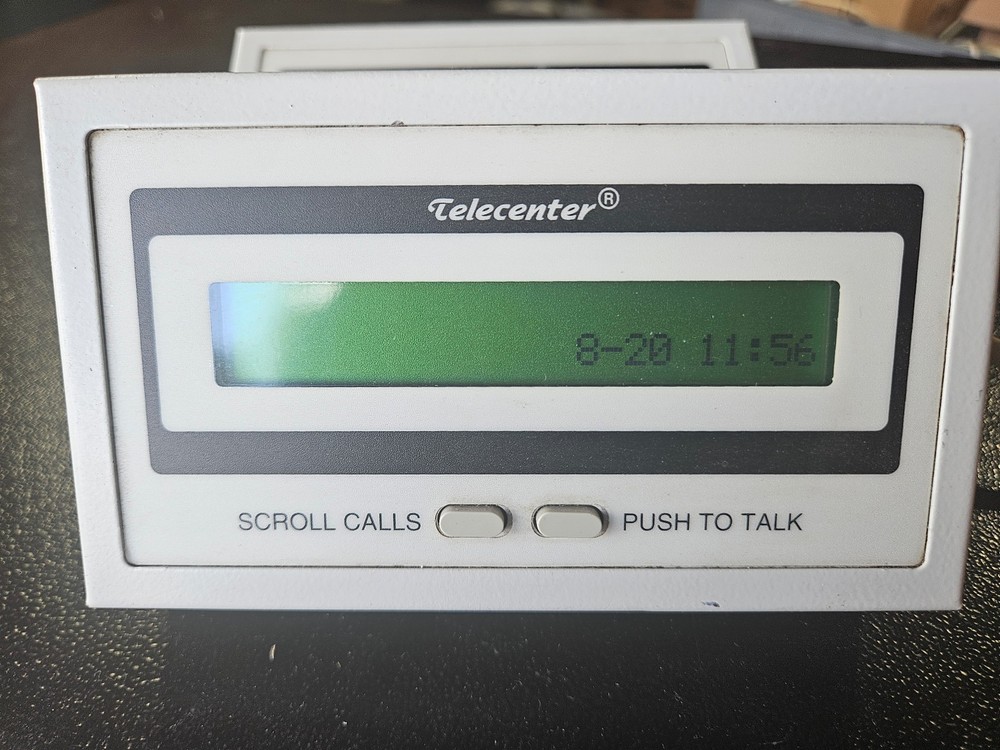 Telecenter®
8-20 11:56
SCROLL CALLS PUSH TO TALK